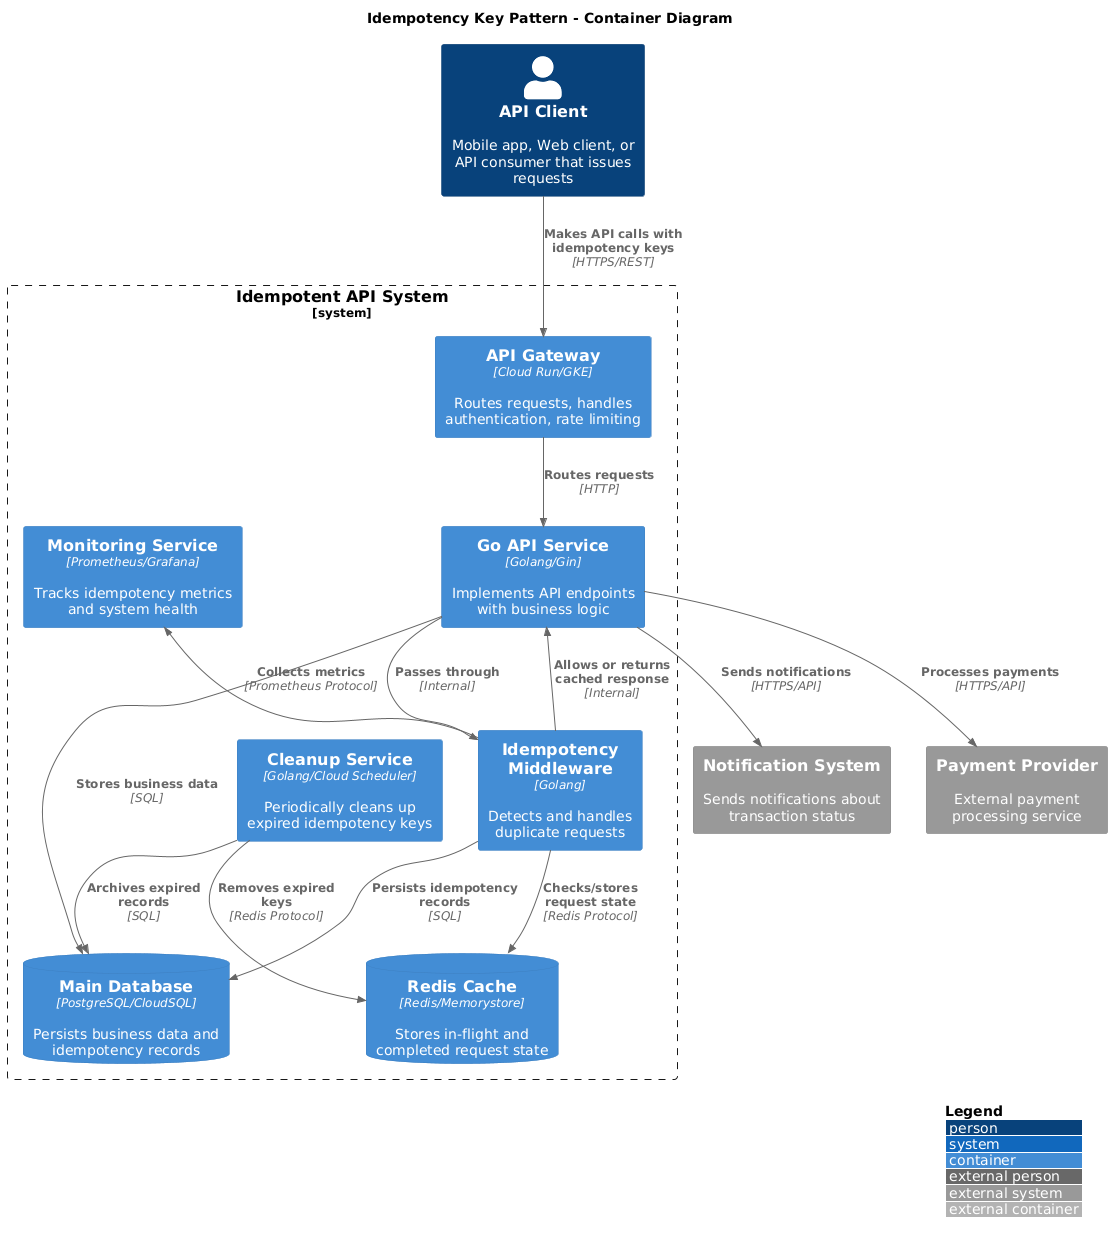 Idempotency Key Pattern - Container Diagram
API Client
Mobile app, Web client, or
API consumer that issues
requests
Makes API calls with
idempotency keys
[HTTPS/REST]
Idempotent API System
[system]
API Gateway
[Cloud Run/GKE]
Routes requests, handles
authentication, rate limiting
Routes requests
[HTTP]
Monitoring Service
[Prometheus/Grafana]
Tracks idempotency metrics
and system health
Go API Service
[Golang/Gin]
Implements API endpoints
with business logic
Collects metrics
[Prometheus Protocol]
Passes through
[Internal]
Allows or returns
cached response
[Internal]
Sends notifications
[HTTPS/API]
Processes payments
[HTTPS/API]
Stores business data
[SQL]
Cleanup Service
[Golang/Cloud Scheduler]
Periodically cleans up
expired idempotency keys
Idempotency
Middleware
[Golang]
Detects and handles
duplicate requests
Notification System
Sends notifications about
transaction status
Payment Provider
External payment
processing service
Archives expired
records
[SQL]
Removes expired
keys
[Redis Protocol]
Persists idempotency
records
[SQL]
Checks/stores
request state
[Redis Protocol]
Main Database
[PostgreSQL/CloudSQL]
Persists business data and
idempotency records
Redis Cache
[Redis/Memorystore]
Stores in-flight and
completed request state
Legend
person
system
container
external person
external system
external container